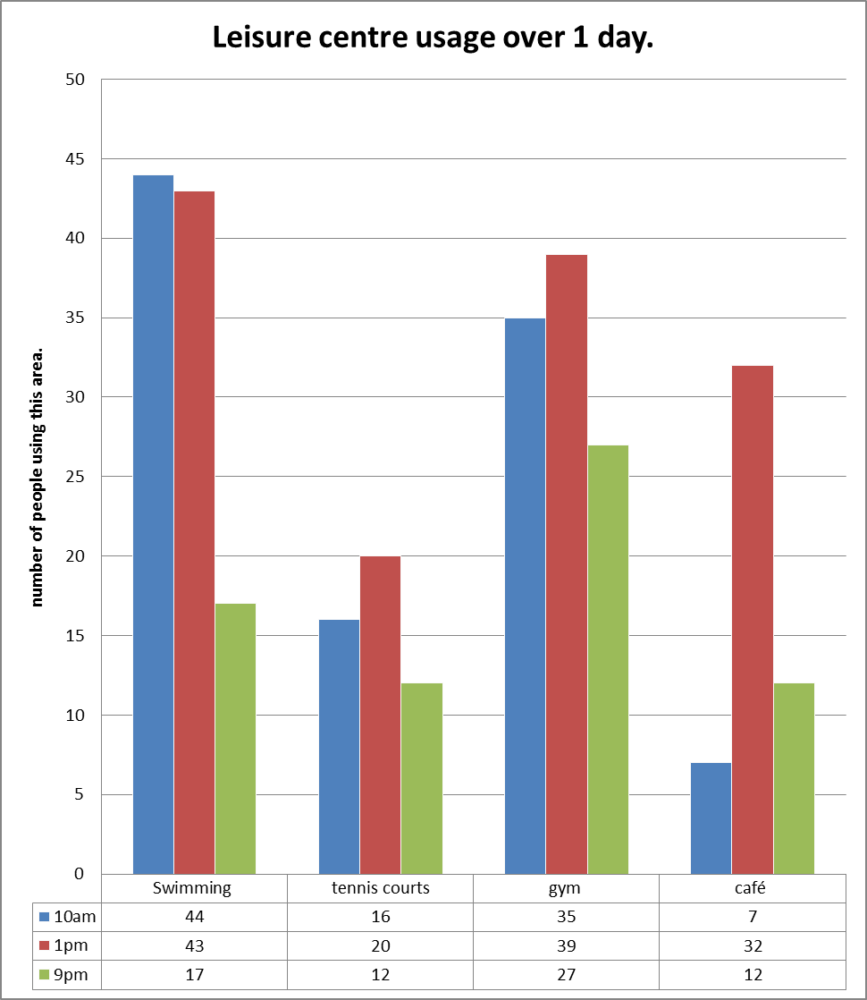 Leisure centre usage over 1 day.
number of people using this area.
50
45
40
35
30
25
20
15
10
5
0
Swimming tennis courts gym café
10am 44 16 35 7
1pm 43 20 39 32
9pm 17 12 27 12